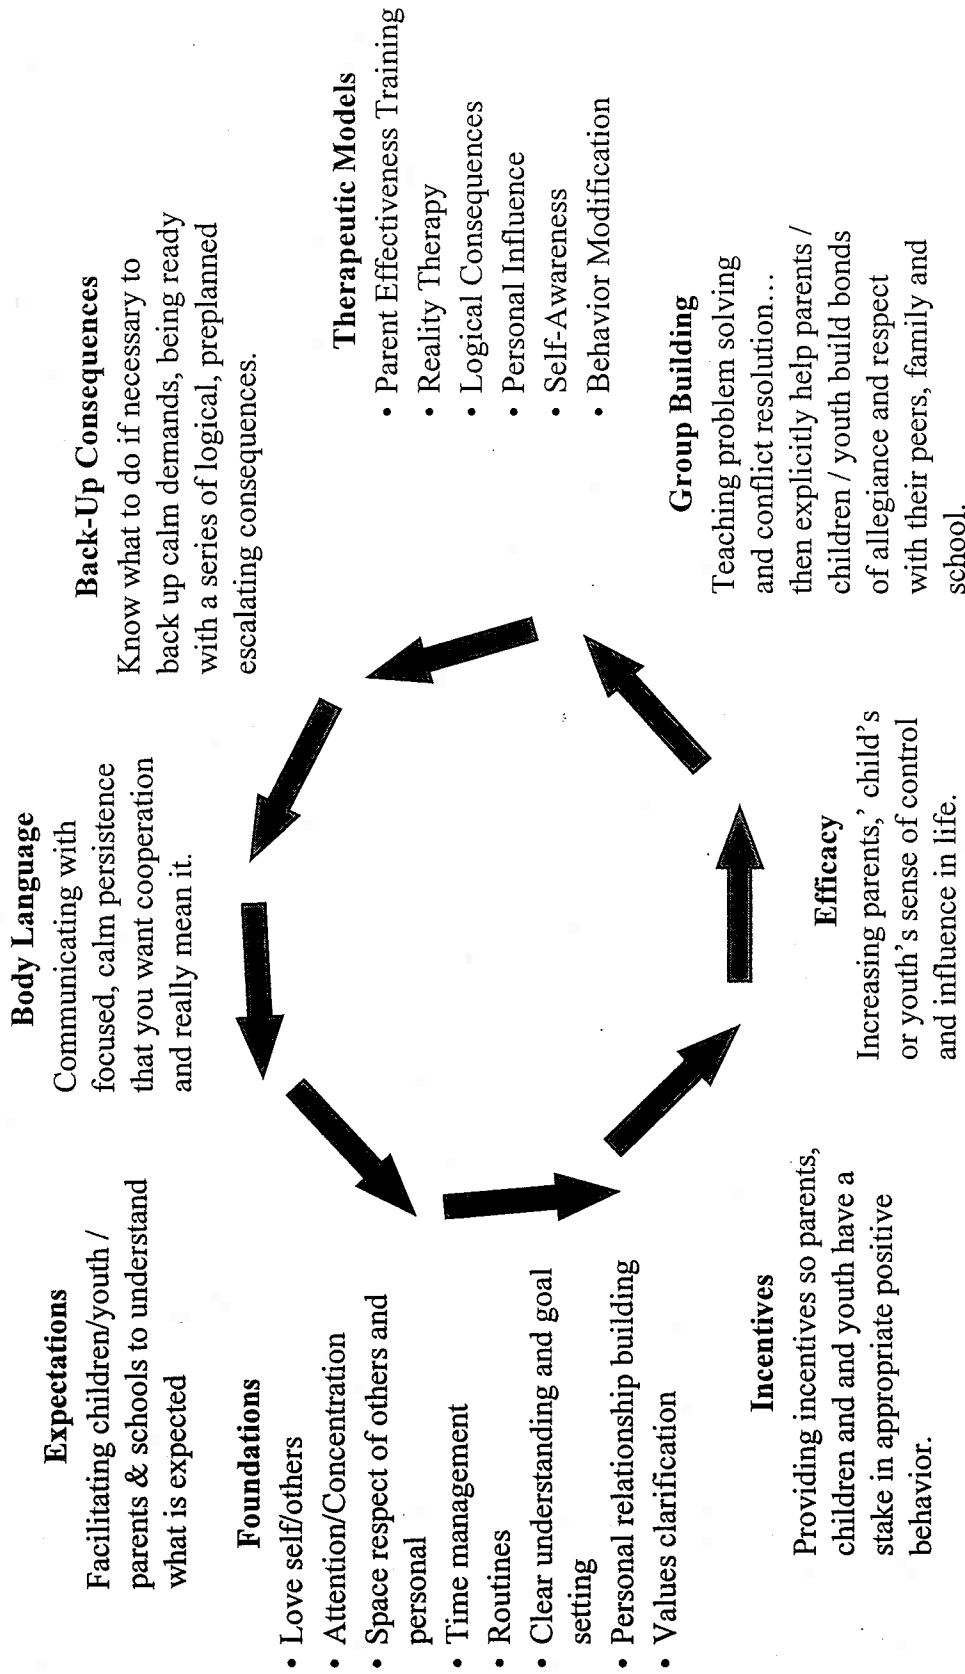 Expectations
Facilitating children/youth /
parents & schools to understand
what is expected
Body Language
Communicating with
focused, calm persistence
that you want cooperation
and really mean it.
Back-Up Consequences
Know what to do if necessary to
back up calm demands, being ready
with a series of logical, preplanned
escalating consequences.
Foundations
• Love self/others
• Attention/Concentration
• Space respect of others and
personal
• Time management
• Routines
• Clear understanding and goal
setting
• Personal relationship building
• Values clarification
Therapeutic Models
• Parent Effectiveness Training
• Reality Therapy
• Logical Consequences
• Personal Influence
• Self-Awareness
• Behavior Modification
Incentives
Providing incentives so parents,
children and and youth have a
stake in appropriate positive
behavior.
Efficacy
Increasing parents,’ child’s
or youth’s sense of control
and influence in life.
Group Building
Teaching problem solving
and conflict resolution…
then explicitly help parents /
children / youth build bonds
of allegiance and respect
with their peers, family and
school.